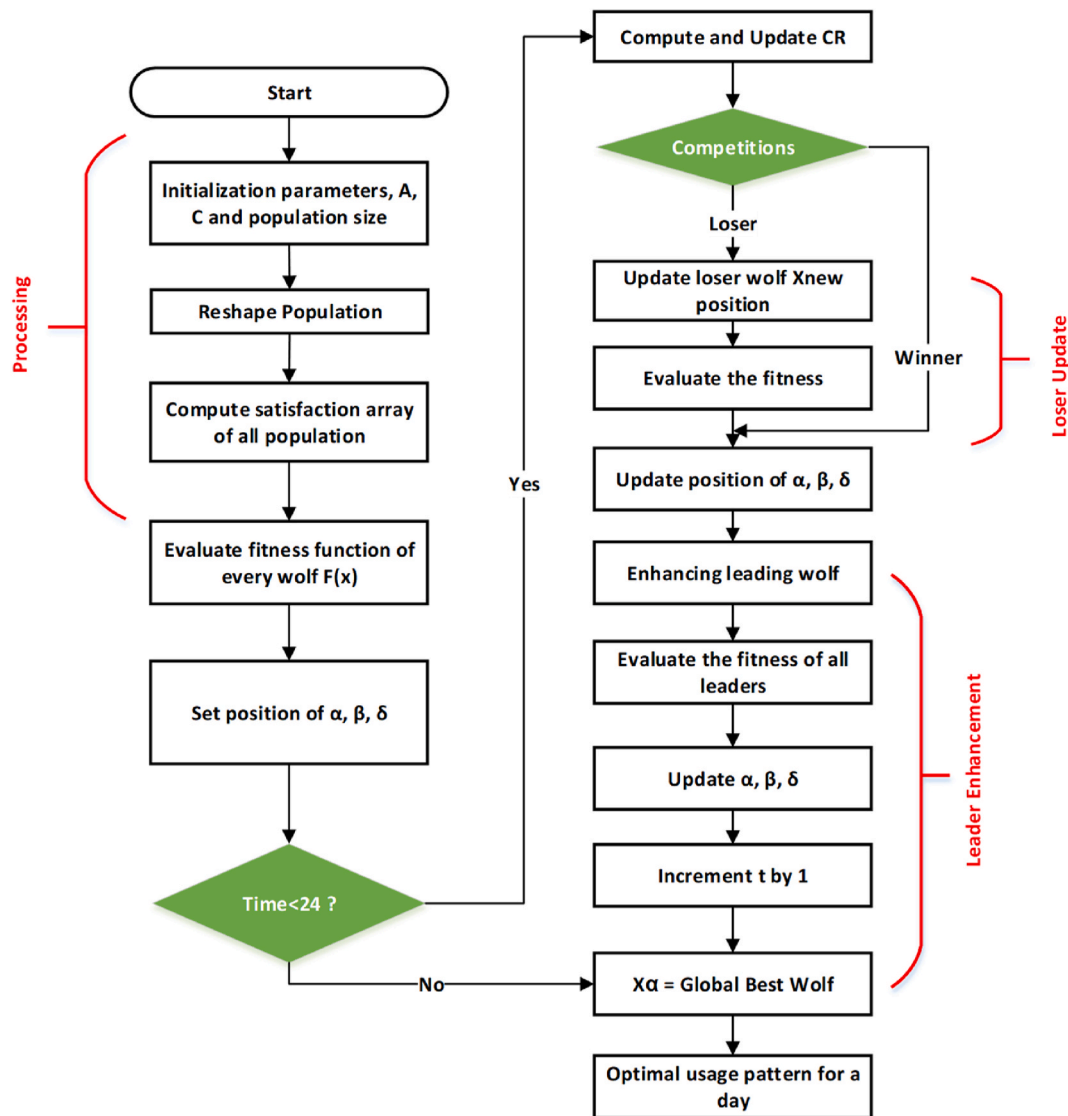 Start
Initialization parameters, A,
C and population size
Reshape Population
Compute satisfaction array
of all population
Evaluate fitness function of
every wolf F(x)
Set position of α, β, δ
Time<24 ?
Processing
Yes
No
Compute and Update CR
Competitions
Loser
Winner
Update loser wolf Xnew
position
Evaluate the fitness
Update position of α, β, δ
Loser Update
Enhancing leading wolf
Evaluate the fitness of all
leaders
Update α, β, δ
Increment t by 1
Xα = Global Best Wolf
Leader Enhancement
Optimal usage pattern for a
day